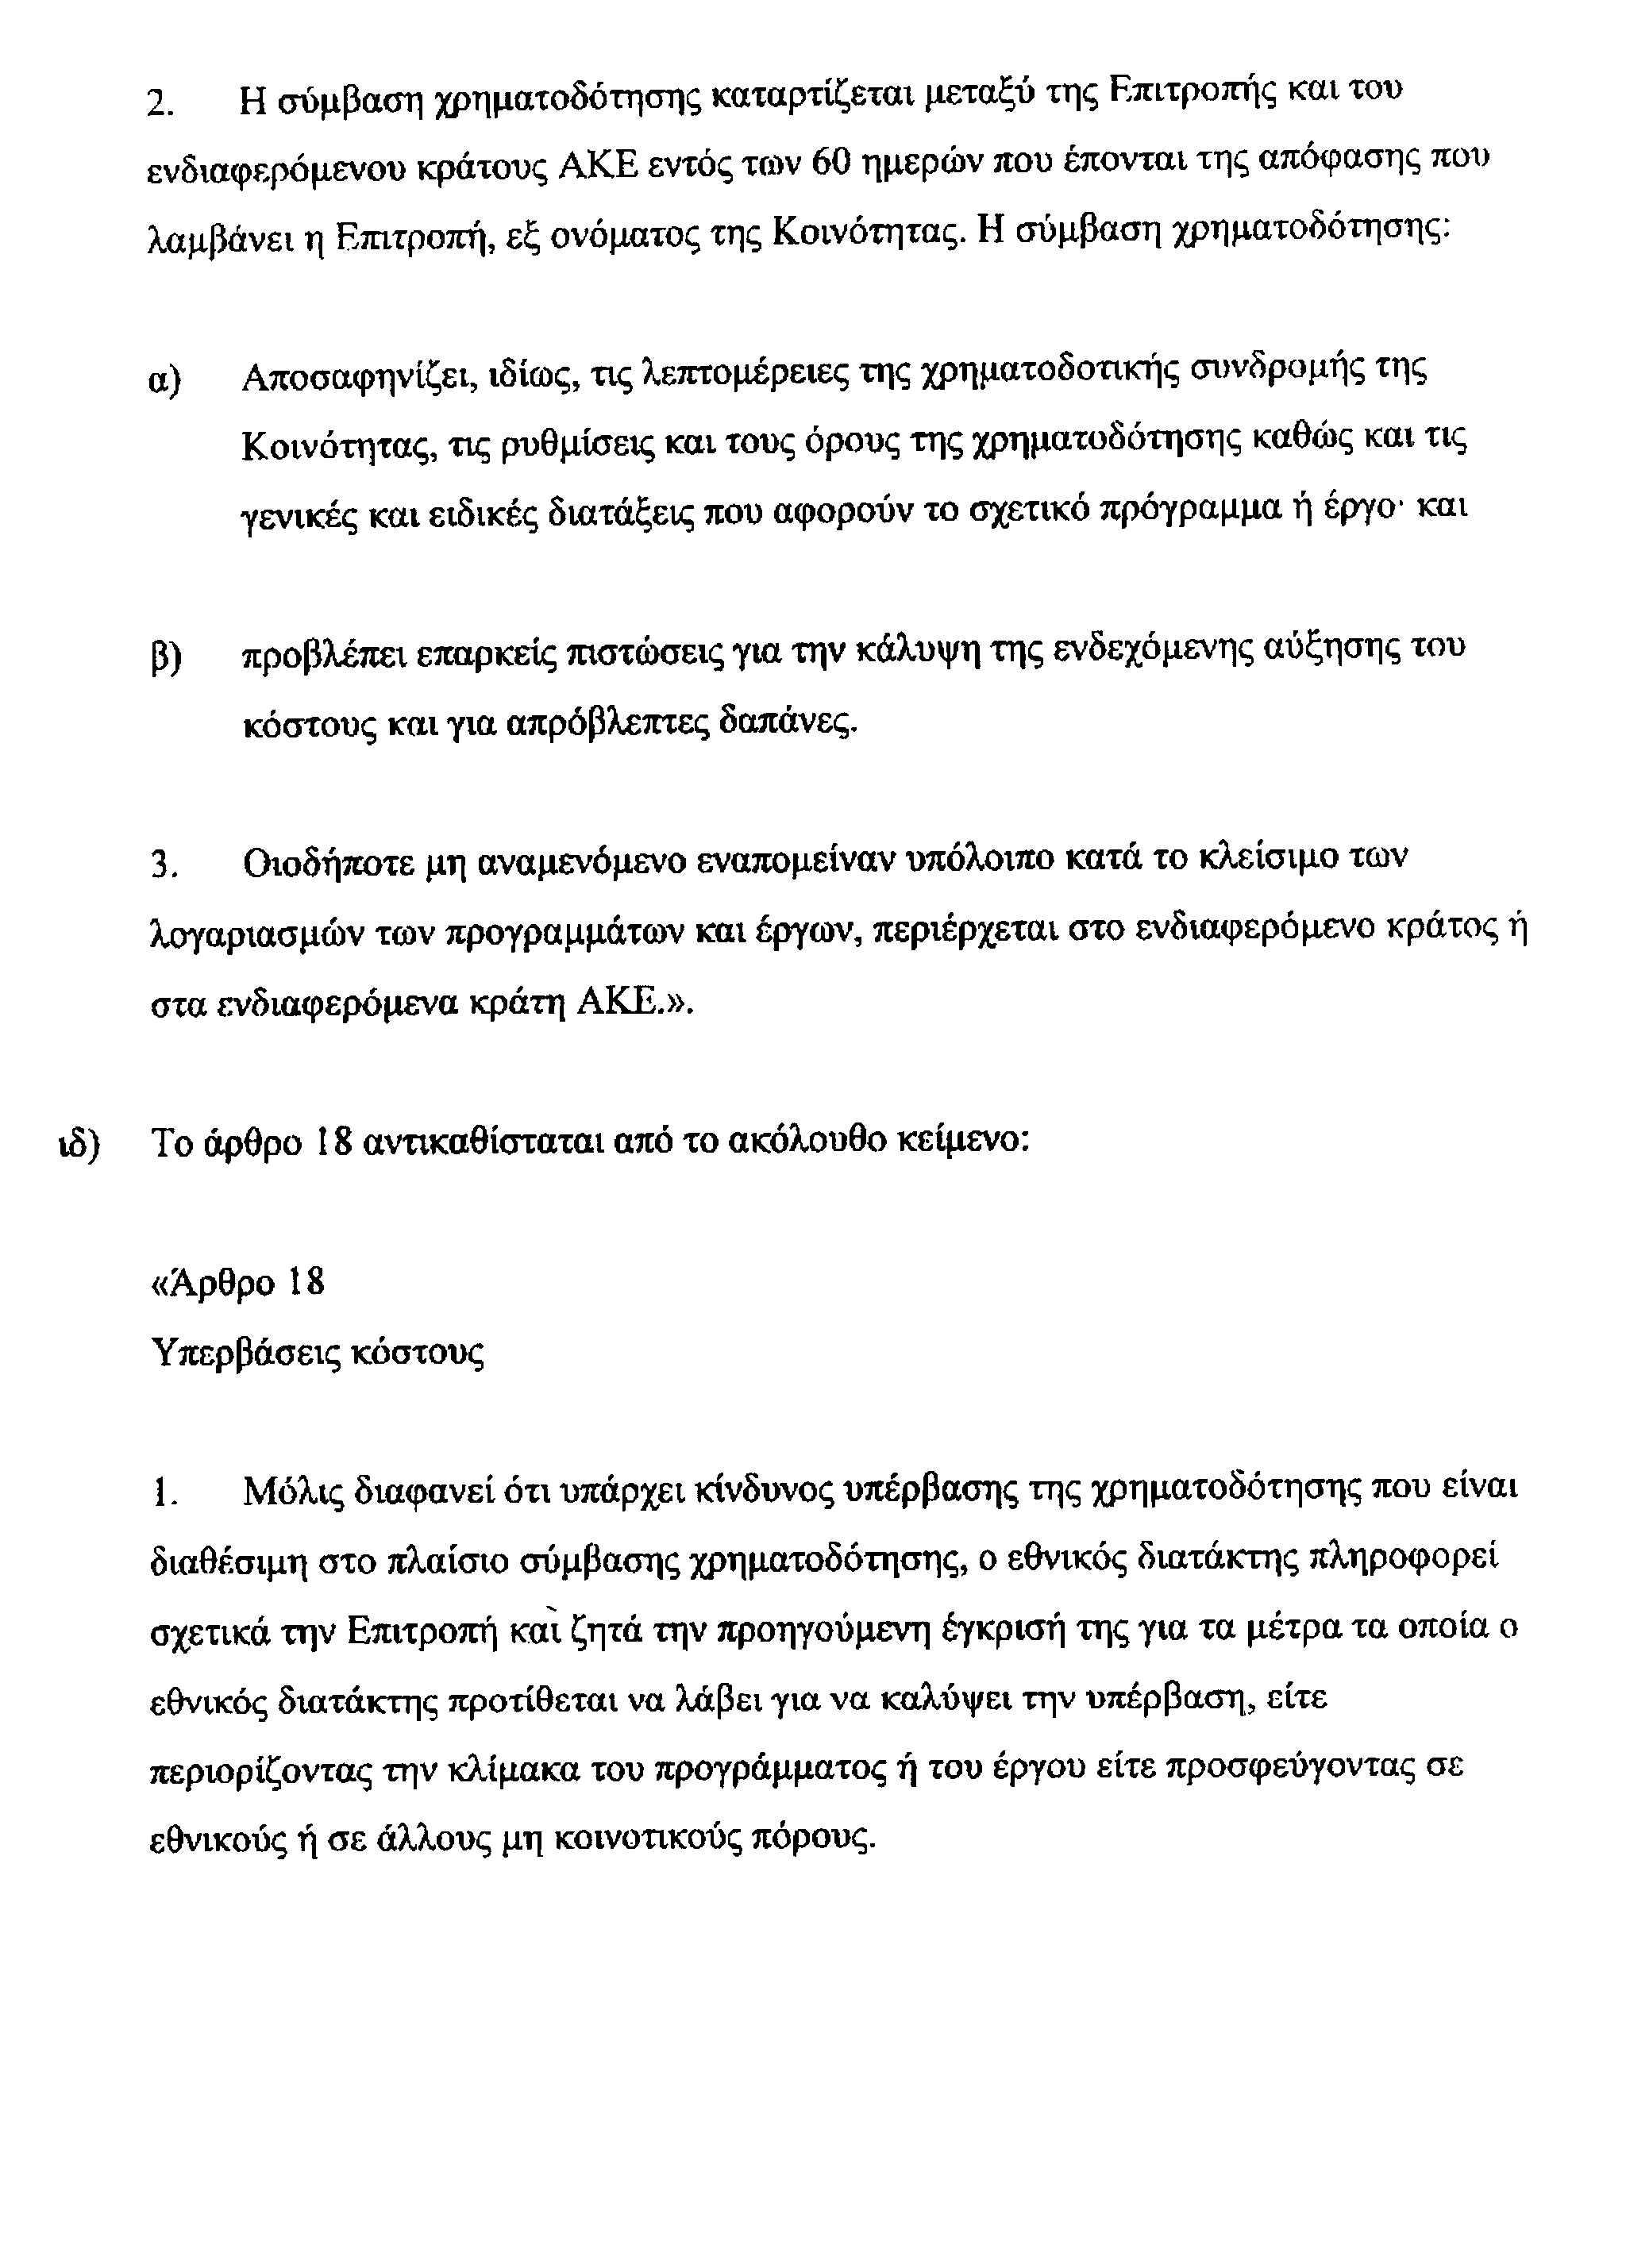 2. Η σύμβαση χρηματοδότησης καταρτίζεται μεταξύ της Επιτροπής και του
ενδιαφερόμενου κράτους ΑΚΕ εντός των 60 ημερών που έπονται της απόφασης που
λαμβάνει η Επιτροπή, εξ ονόματος της Κοινότητας. Η σύμβαση χρηματοδότησης:
α) Αποσαφηνίζει, ιδίως, τις λεπτομέρειες της χρηματοδοτικής συνδρομής της
Κοινότητας, τις ρυθμίσεις και τους όρους της χρηματοδότησης καθώς και τις
γενικές και ειδικές διατάξεις που αφορούν το σχετικό πρόγραμμα ή έργο· και
β) προβλέπει επαρκείς πιστώσεις για την κάλυψη της ενδεχόμενης αύξησης του
κόστους και για απρόβλεπτες δαπάνες.
3. Οιοδήποτε μη αναμενόμενο εναπομείναν υπόλοιπο κατά το κλείσιμο των
λογαριασμών των προγραμμάτων και έργων, περιέρχεται στο ενδιαφερόμενο κράτος ή
στα ενδιαφερόμενα κράτη ΑΚΕ.».
ιδ) Το άρθρο 18 αντικαθίσταται από το ακόλουθο κείμενο:
«Άρθρο 18
Υπερβάσεις κόστους
1. Μόλις διαφανεί ότι υπάρχει κίνδυνος υπέρβασης της χρηματοδότησης που είναι
διαθέσιμη στο πλαίσιο σύμβασης χρηματοδότησης, ο εθνικός διατάκτης πληροφορεί
σχετικά την Επιτροπή και ζητά την προηγούμενη έγκρισή της για τα μέτρα τα οποία ο
εθνικός διατάκτης προτίθεται να λάβει για να καλύψει την υπέρβαση, είτε
περιορίζοντας την κλίμακα του προγράμματος ή του έργου είτε προσφεύγοντας σε
εθνικούς ή σε άλλους μη κοινοτικούς πόρους.